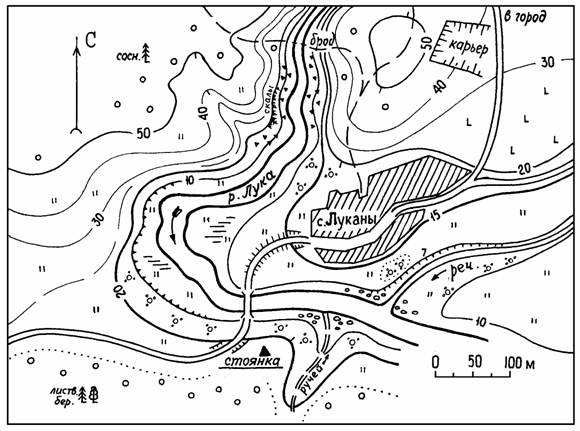 в город
С
брод
50
карьер
сосн.
30
40
скалы
40
50
L
L
L
10
20
р. Лука
с. Луканы
15
30
7
реч.
20
10
стоянка
0 50 100 м
ручей
листв.
бер.